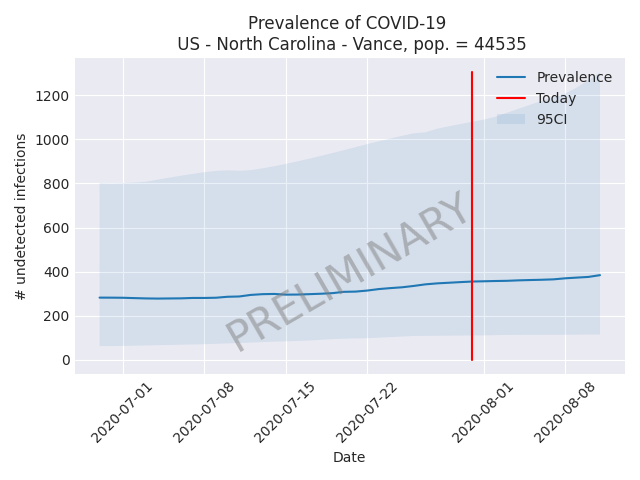 Prevalence of COVID-19
US - North Carolina - Vance, pop. = 44535
Prevalence
Today
95CI
# undetected infections
1200
1000
800
600
400
200
0
PRELIMINARY
2020-07-01
2020-07-08
2020-07-15
2020-07-22
2020-08-01
2020-08-08
Date